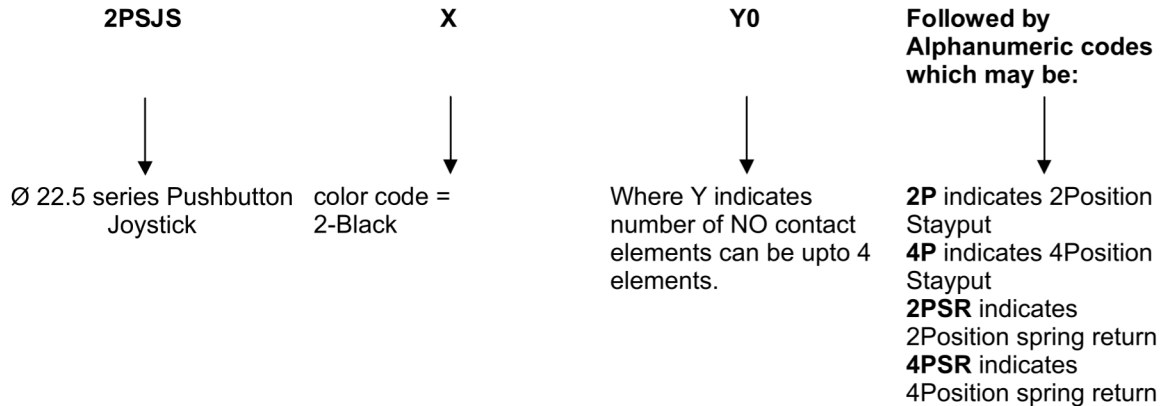 2PSJS
X
Y0
Followed by
Alphanumeric codes
which may be:
Ø 22.5 series Pushbutton
Joystick
color code =
2-Black
Where Y indicates
number of NO contact
elements can be upto 4
elements.
2P indicates 2Position
Stayput
4P indicates 4Position
Stayput
2PSR indicates
2Position spring return
4PSR indicates
4Position spring return